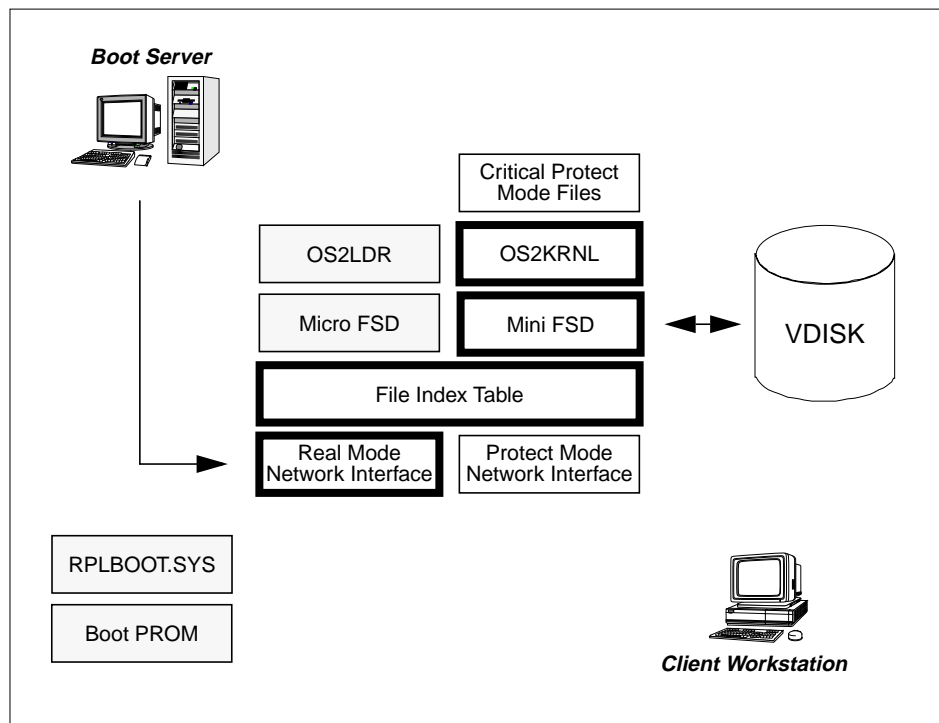 Boot Server
Critical Protect
Mode Files
OS2LDR
OS2KRNL
Micro FSD
Mini FSD
VDISK
File Index Table
Real Mode
Network Interface
Protect Mode
Network Interface
RPLBOOT.SYS
Boot PROM
Client Workstation